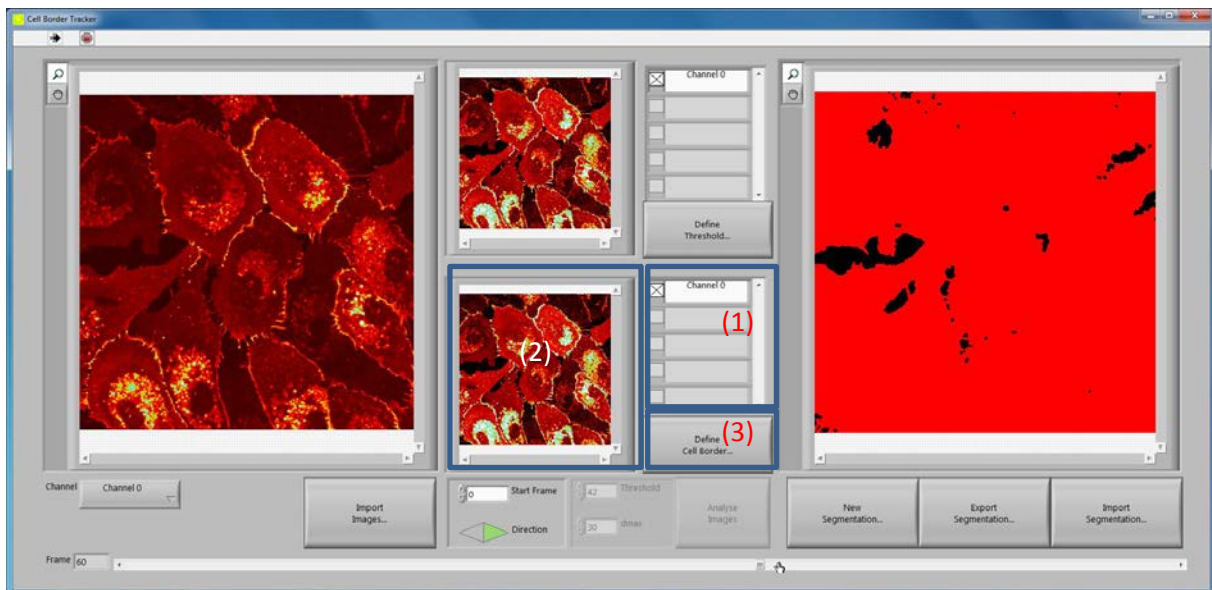 Cell Border Tracker
Channel 0
Define
Threshold...
Channel 0
(1)
(2)
(3)
Define
Cell Border...
Channel
Channel 0
Import
Images...
0
Start Frame
Direction
42
Threshold
30
dmax
Analyse
Images
New
Segmentation...
Export
Segmentation...
Import
Segmentation...
Frame
60